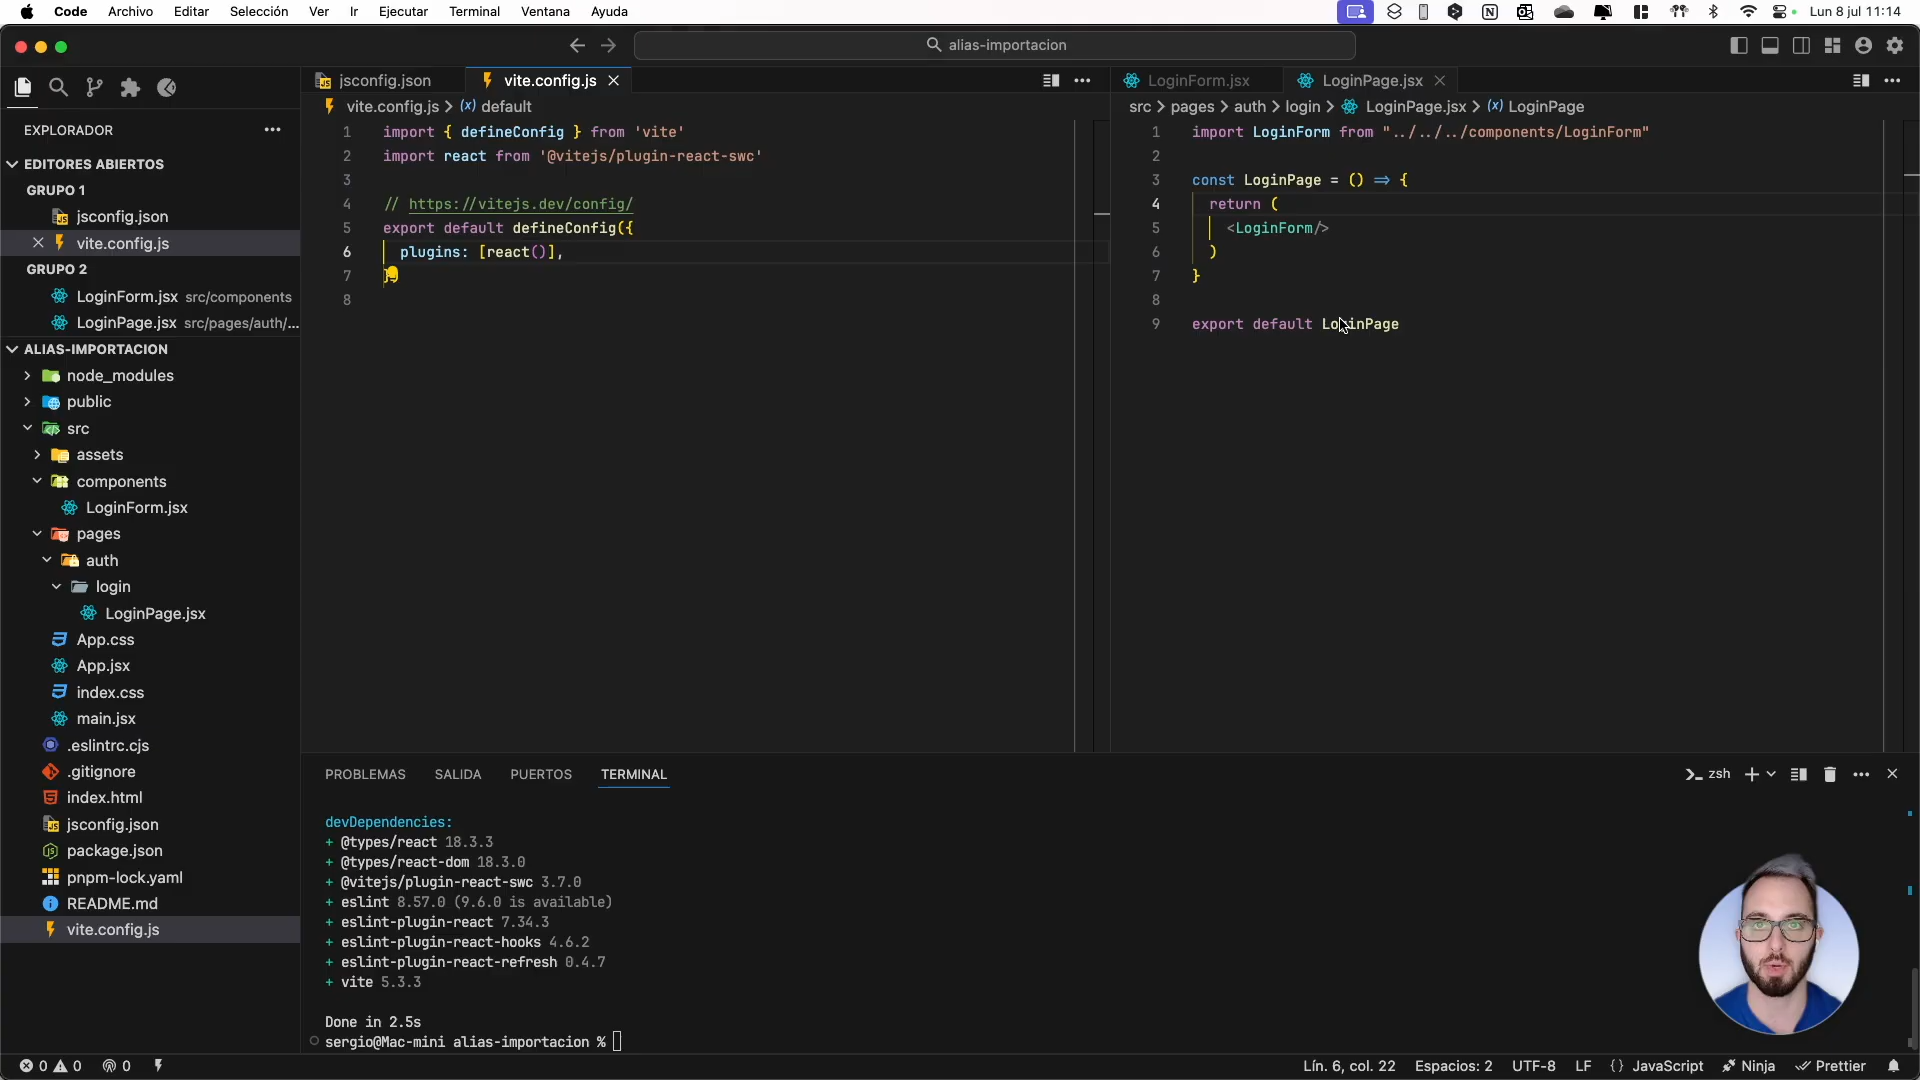 Code Archivo Editar Selección Ver Ir Ejecutar Terminal Ventana Ayuda
Lun 8 jul 11:14
alias-importacion
EXPLORADOR
EDITORES ABIERTOS
GRUPO 1
jsconfig.json
vite.config.js
GRUPO 2
LoginForm.jsx src/components
LoginPage.jsx src/pages/auth/...
ALIAS-IMPORTACION
node_modules
public
src
assets
components
LoginForm.jsx
pages
auth
login
LoginPage.jsx
App.css
App.jsx
index.css
main.jsx
.eslintrc.cjs
.gitignore
index.html
jsconfig.json
package.json
pnpm-lock.yaml
README.md
vite.config.js
jsconfig.json vite.config.js
vite.config.js > default
1 import { defineConfig } from 'vite'
2 import react from '@vitejs/plugin-react-swc'
3
4 // https://vitejs.dev/config/
5 export default defineConfig({
6 plugins: [react()],
7 })
8
LoginForm.jsx LoginPage.jsx
src > pages > auth > login > LoginPage.jsx > LoginPage
1 import LoginForm from "../../../components/LoginForm"
2
3 const LoginPage = () => {
4 return (
5 <LoginForm/>
6 )
7 }
8
9 export default LoginPage
PROBLEMAS SALIDA PUERTOS TERMINAL
zsh
devDependencies:
+ @types/react 18.3.3
+ @types/react-dom 18.3.0
+ @vitejs/plugin-react-swc 3.7.0
+ eslint 8.57.0 (9.6.0 is available)
+ eslint-plugin-react 7.34.3
+ eslint-plugin-react-hooks 4.6.2
+ eslint-plugin-react-refresh 0.4.7
+ vite 5.3.3
Done in 2.5s
sergio@Mac-mini alias-importacion %
0 0 0
Lín. 6, col. 22 Espacios: 2 UTF-8 LF {} JavaScript Ninja Prettier